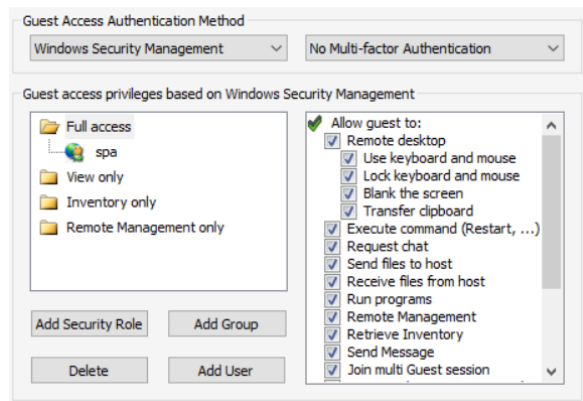 Guest Access Authentication Method
Windows Security Management
No Multi-factor Authentication
Guest access privileges based on Windows Security Management
Full access
spa
View only
Inventory only
Remote Management only
Add Security Role
Add Group
Delete
Add User
Allow guest to:
Remote desktop
Use keyboard and mouse
Lock keyboard and mouse
Blank the screen
Transfer clipboard
Execute command (Restart, ...)
Request chat
Send files to host
Receive files from host
Run programs
Remote Management
Retrieve Inventory
Send Message
Join multi Guest session